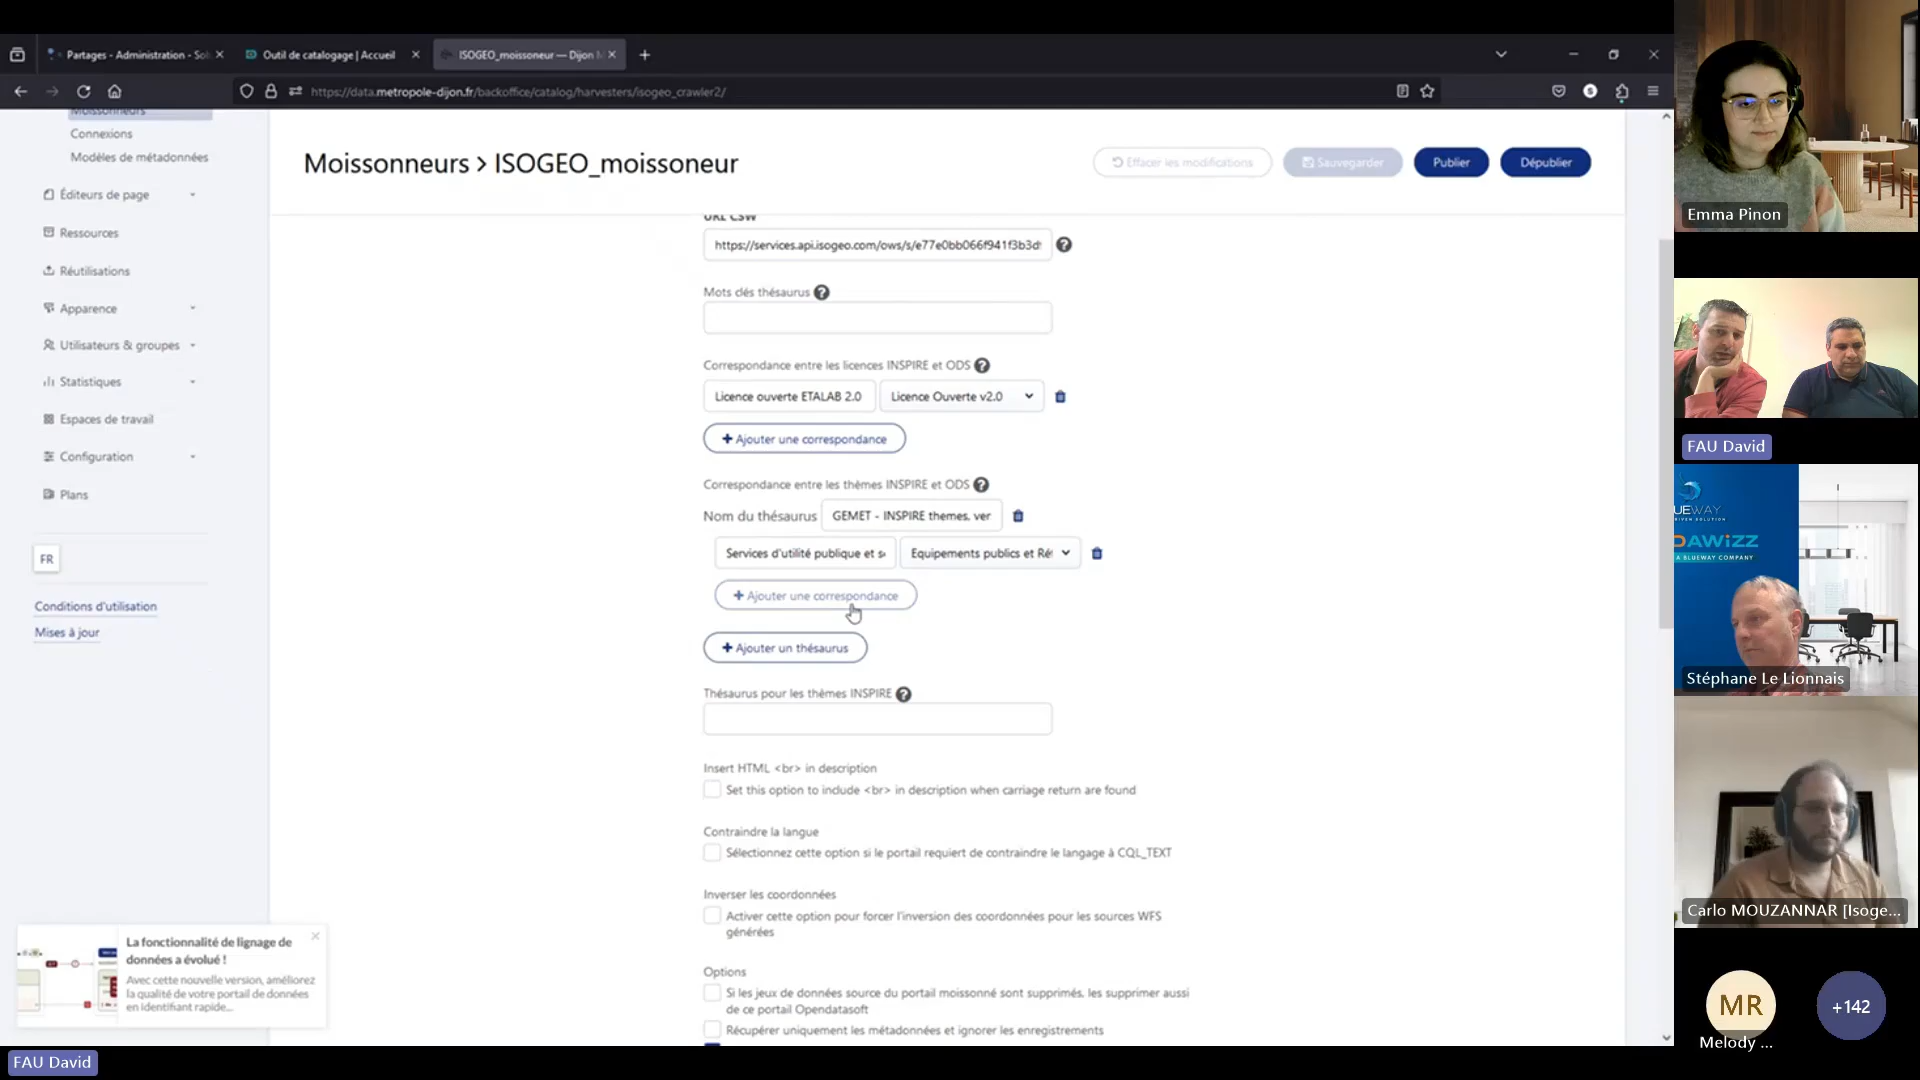 Partages - Administration - Sol
Outil de catalogage | Accueil
ISOGEO_moissoneur — Dijon M
https://data.metropole-dijon.fr/backoffice/catalog/harvesters/isogeo_crawler2/
Moissonneurs
Connexions
Modèles de métadonnées
Éditeurs de page
Ressources
Réutilisations
Apparence
Utilisateurs & groupes
Statistiques
Espaces de travail
Configuration
Plans
FR
Conditions d'utilisation
Mises à jour
La fonctionnalité de lignage de
données a évolué !
Avec cette nouvelle version, améliorez
la qualité de votre portail de données
en identifiant rapide...
FAU David
Moissonneurs > ISOGEO_moissoneur
Effacer les modifications
Sauvegarder
Publier
Dépublier
URL CSW
https://services.api.isogeo.com/ows/s/e77e0bb066f941f3b3d
Mots clés thésaurus
Correspondance entre les licences INSPIRE et ODS
Licence ouverte ETALAB 2.0
Licence Ouverte v2.0
+ Ajouter une correspondance
Correspondance entre les thèmes INSPIRE et ODS
Nom du thésaurus
GEMET - INSPIRE themes, ver
Services d'utilité publique et s
Equipements publics et Ré
+ Ajouter une correspondance
+ Ajouter un thésaurus
Thésaurus pour les thèmes INSPIRE
Insert HTML <br> in description
Set this option to include <br> in description when carriage return are found
Contraindre la langue
Sélectionnez cette option si le portail requiert de contraindre le langage à CQL_TEXT
Inverser les coordonnées
Activer cette option pour forcer l'inversion des coordonnées pour les sources WFS
générées
Options
Si les jeux de données source du portail moissonné sont supprimés, les supprimer aussi
de ce portail Opendatasoft
Récupérer uniquement les métadonnées et ignorer les enregistrements
Emma Pinon
FAU David
UEWAY
DAWIZZ
A BLUEWAY COMPANY
Stéphane Le Lionnais
Carlo MOUZANNAR [Isoge...
MR
+142
Melody ...